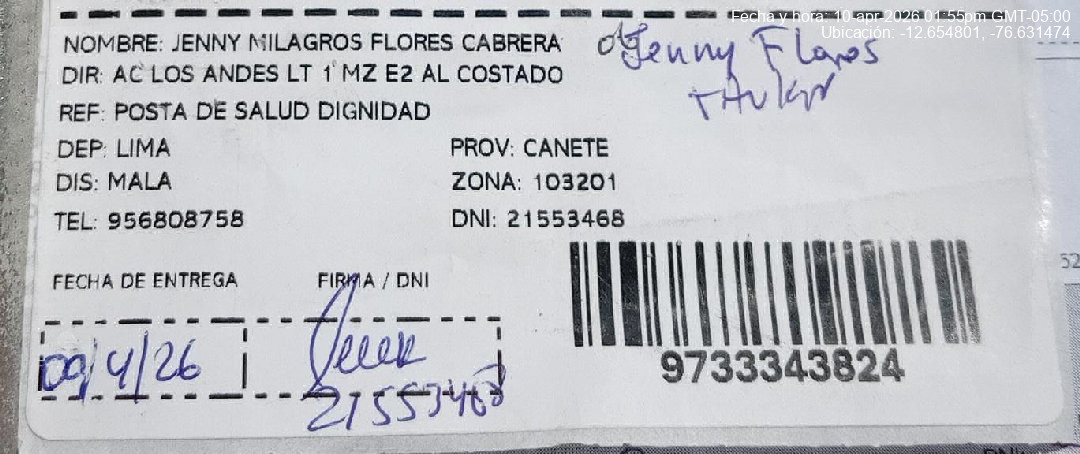 Fecha y hora: 10 apr 2026 01:55pm GMT-05:00
Ubicación: -12.654801, -76.631474
NOMBRE: JENNY MILAGROS FLORES CABRERA
Jenny Flores
DIR: AC LOS ANDES LT 1 MZ E2 AL COSTADO
REF: POSTA DE SALUD DIGNIDAD
DEP: LIMA
PROV: CANETE
DIS: MALA
ZONA: 103201
TEL: 956808758
DNI: 21553468
FECHA DE ENTREGA
FIRMA / DNI
09/4/26
21553468
9733343824
52